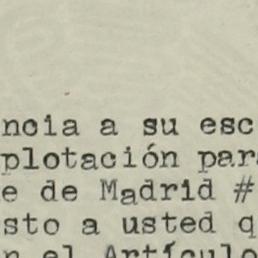 ncia a su esc
plotación par
e de Madrid #
sto a usted q
n el Artículo